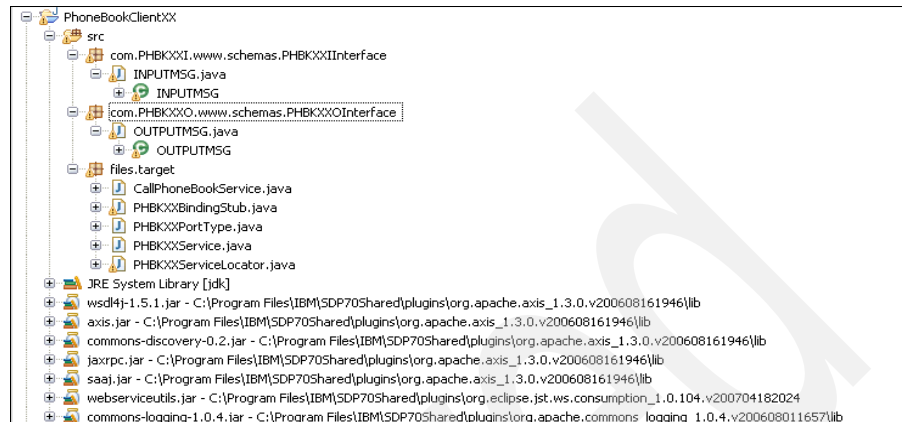 PhoneBookClientXX
src
com.PHBKXXI.www.schemas.PHBKXXIInterface
INPUTMSG.java
INPUTMSG
com.PHBKXXO.www.schemas.PHBKXXOInterface
OUTPUTMSG.java
OUTPUTMSG
files.target
CallPhoneBookService.java
PHBKXXBindingStub.java
PHBKXXPortType.java
PHBKXXService.java
PHBKXXServiceLocator.java
JRE System Library [jdk]
wsdl4j-1.5.1.jar - C:\Program Files\IBM\SDP70Shared\plugins\org.apache.axis_1.3.0.v200608161946\lib
axis.jar - C:\Program Files\IBM\SDP70Shared\plugins\org.apache.axis_1.3.0.v200608161946\lib
commons-discovery-0.2.jar - C:\Program Files\IBM\SDP70Shared\plugins\org.apache.axis_1.3.0.v200608161946\lib
jaxrpc.jar - C:\Program Files\IBM\SDP70Shared\plugins\org.apache.axis_1.3.0.v200608161946\lib
saaj.jar - C:\Program Files\IBM\SDP70Shared\plugins\org.apache.axis_1.3.0.v200608161946\lib
webserviceutils.jar - C:\Program Files\IBM\SDP70Shared\plugins\org.eclipse.jst.ws.consumption_1.0.104.v200704182024
commons-logging-1.0.4.jar - C:\Program Files\IBM\SDP70Shared\plugins\org.apache.commons_logging_1.0.4.v200608011657\lib